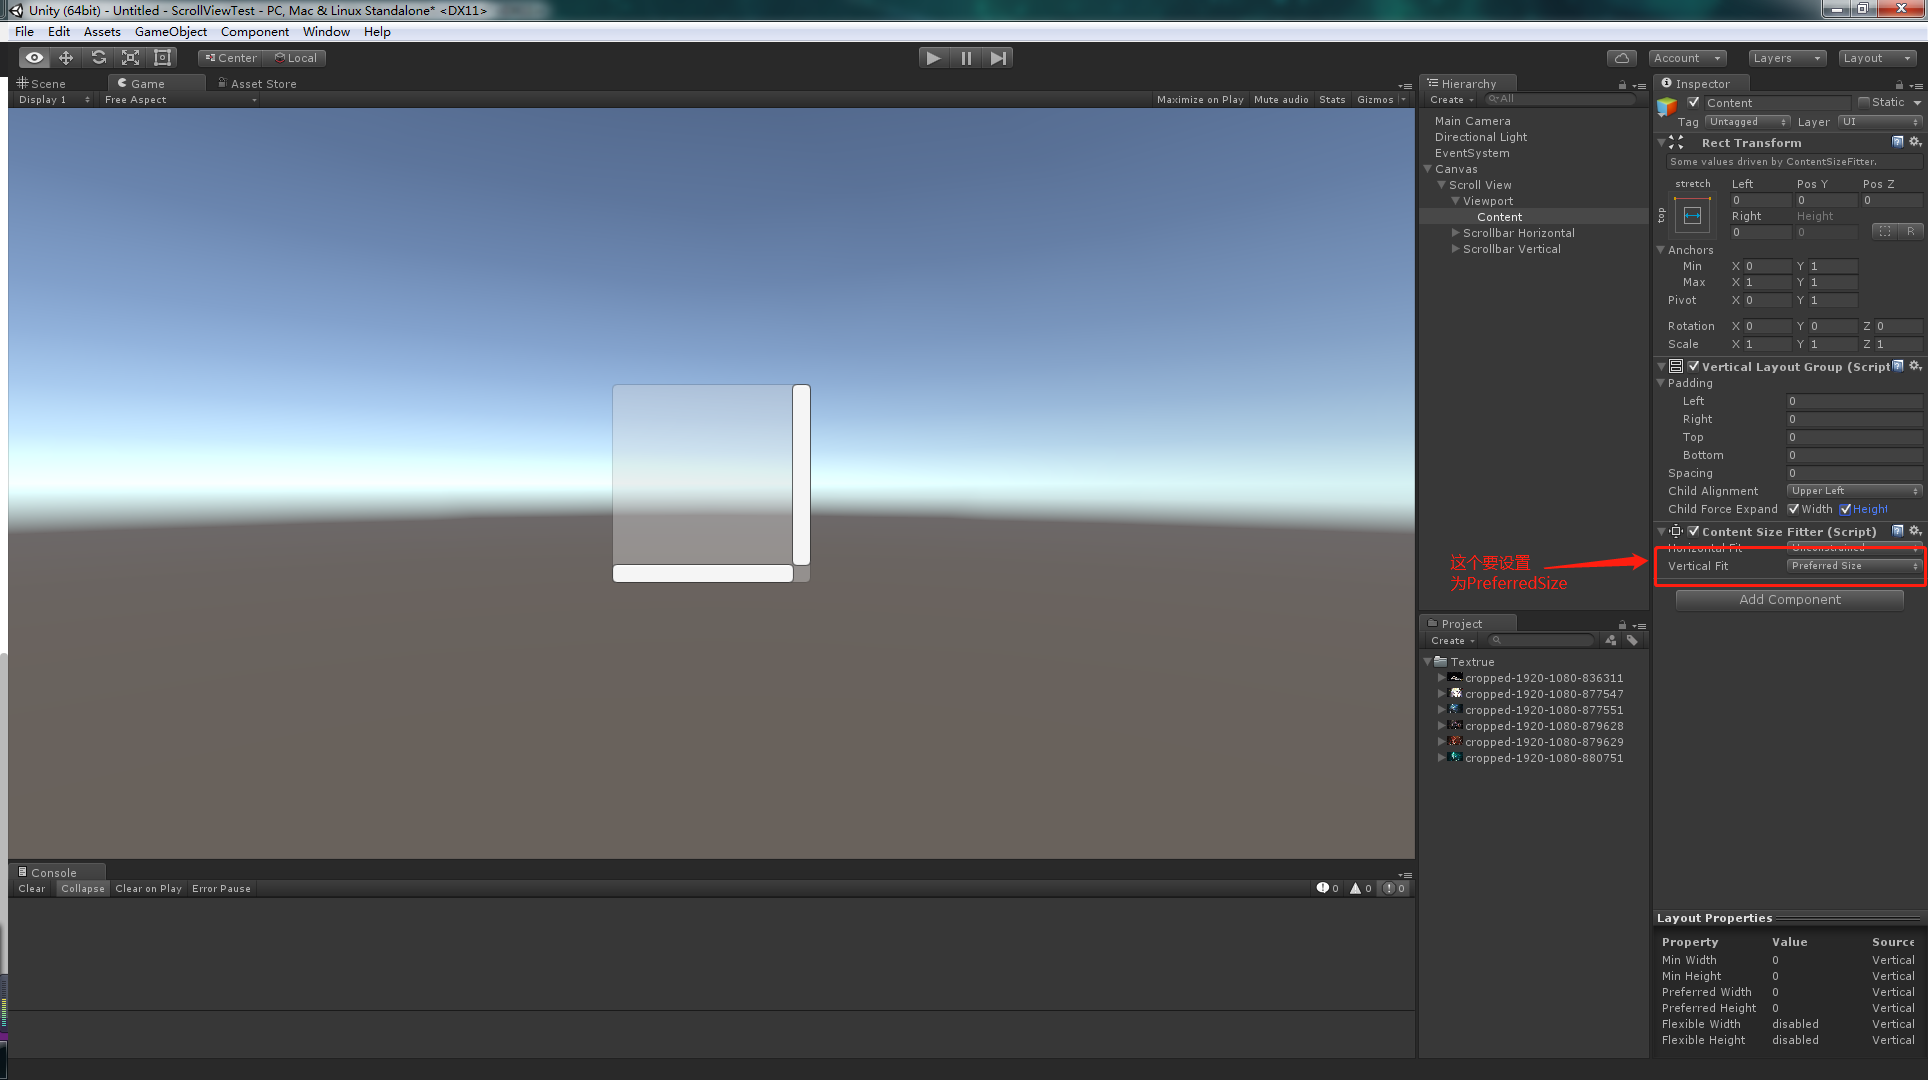 Unity (64bit) - Untitled - ScrollViewTest - PC, Mac & Linux Standalone* <DX11>
File Edit Assets GameObject Component Window Help
Center Local
Account Layers Layout
Scene Game Asset Store
Display 1 Free Aspect Maximize on Play Mute audio Stats Gizmos
Hierarchy
Create All
Main Camera
Directional Light
EventSystem
Canvas
Scroll View
Viewport
Content
Scrollbar Horizontal
Scrollbar Vertical
这个要设置
为PreferredSize
Project
Create
Textrue
cropped-1920-1080-836311
cropped-1920-1080-877547
cropped-1920-1080-877551
cropped-1920-1080-879628
cropped-1920-1080-879629
cropped-1920-1080-880751
Inspector
Content Static
Tag Untagged Layer UI
Rect Transform
Some values driven by ContentSizeFitter.
stretch Left Pos Y Pos Z
top
0 0 0
Right Height
0 0 R
Anchors
Min X 0 Y 1
Max X 1 Y 1
Pivot X 0 Y 1
Rotation X 0 Y 0 Z 0
Scale X 1 Y 1 Z 1
Vertical Layout Group (Script
Padding
Left 0
Right 0
Top 0
Bottom 0
Spacing 0
Child Alignment Upper Left
Child Force Expand Width Height
Content Size Fitter (Script)
Horizontal Fit Unconstrained
Vertical Fit Preferred Size
Add Component
Layout Properties
Property Value Source
Min Width 0 Vertical
Min Height 0 Vertical
Preferred Width 0 Vertical
Preferred Height 0 Vertical
Flexible Width disabled Vertical
Flexible Height disabled Vertical
Console
Clear Collapse Clear on Play Error Pause 0 0 0